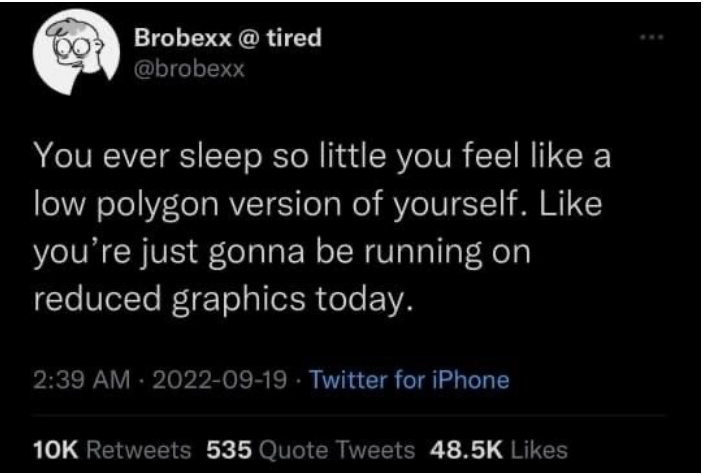 Brobexx @ tired
@brobexx
You ever sleep so little you feel like a
low polygon version of yourself. Like
you’re just gonna be running on
reduced graphics today.
2:39 AM · 2022-09-19 · Twitter for iPhone
10K Retweets 535 Quote Tweets 48.5K Likes